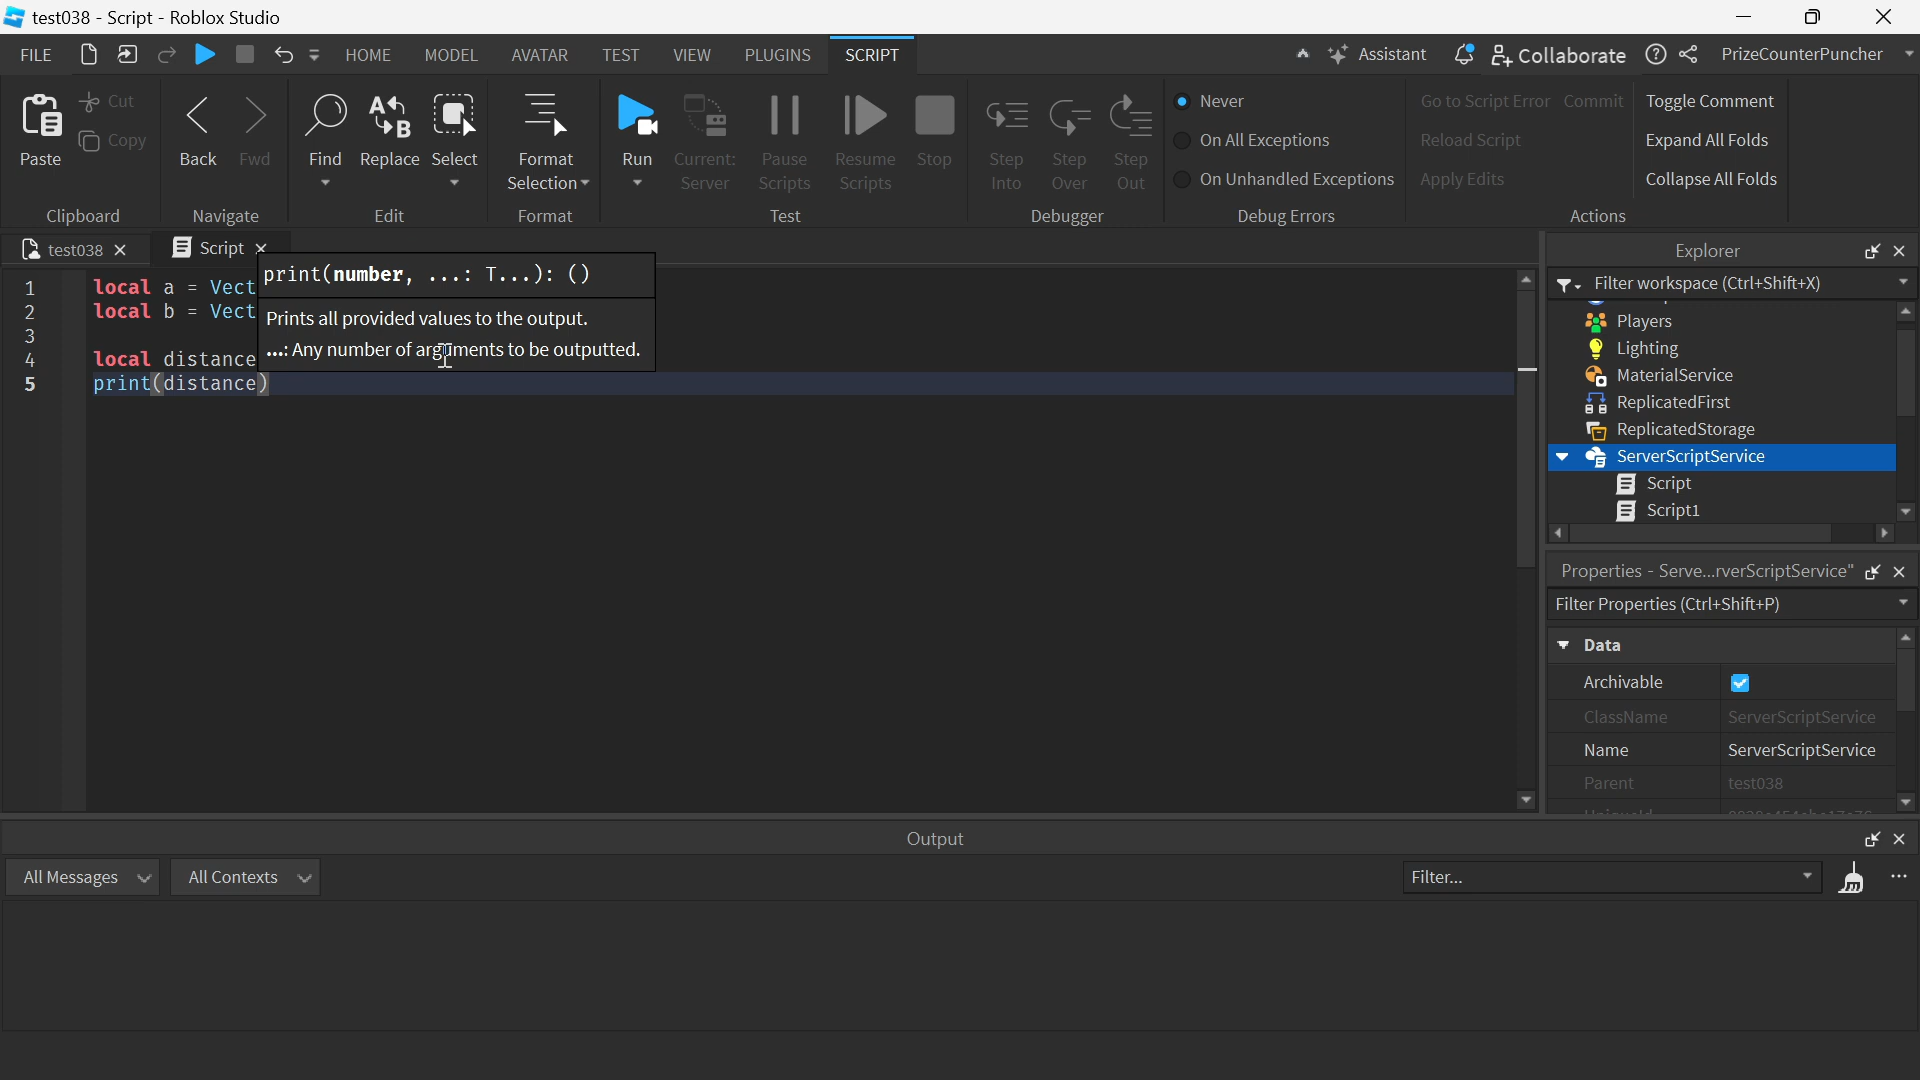 test038 - Script - Roblox Studio
FILE HOME MODEL AVATAR TEST VIEW PLUGINS SCRIPT Assistant Collaborate PrizeCounterPuncher
Paste Cut Copy Clipboard
Back Fwd Navigate
Find Replace Select Edit
Format Selection Format
Run Current: Server Pause Scripts Resume Scripts Stop Test
Step Into Step Over Step Out Debugger
Never
On All Exceptions
On Unhandled Exceptions
Debug Errors
Go to Script Error Commit Toggle Comment
Reload Script Expand All Folds
Apply Edits Collapse All Folds
Actions
test038 Script
print(number, ...: T...): ()
Prints all provided values to the output.
...: Any number of arguments to be outputted.
1 local a = Vect
2 local b = Vect
3
4 local distance
5 print(distance)
Explorer
Filter workspace (Ctrl+Shift+X)
Players
Lighting
MaterialService
ReplicatedFirst
ReplicatedStorage
ServerScriptService
Script
Script1
Properties - Serve...rverScriptService"
Filter Properties (Ctrl+Shift+P)
Data
Archivable
ClassName ServerScriptService
Name ServerScriptService
Parent test038
Output
All Messages All Contexts Filter...